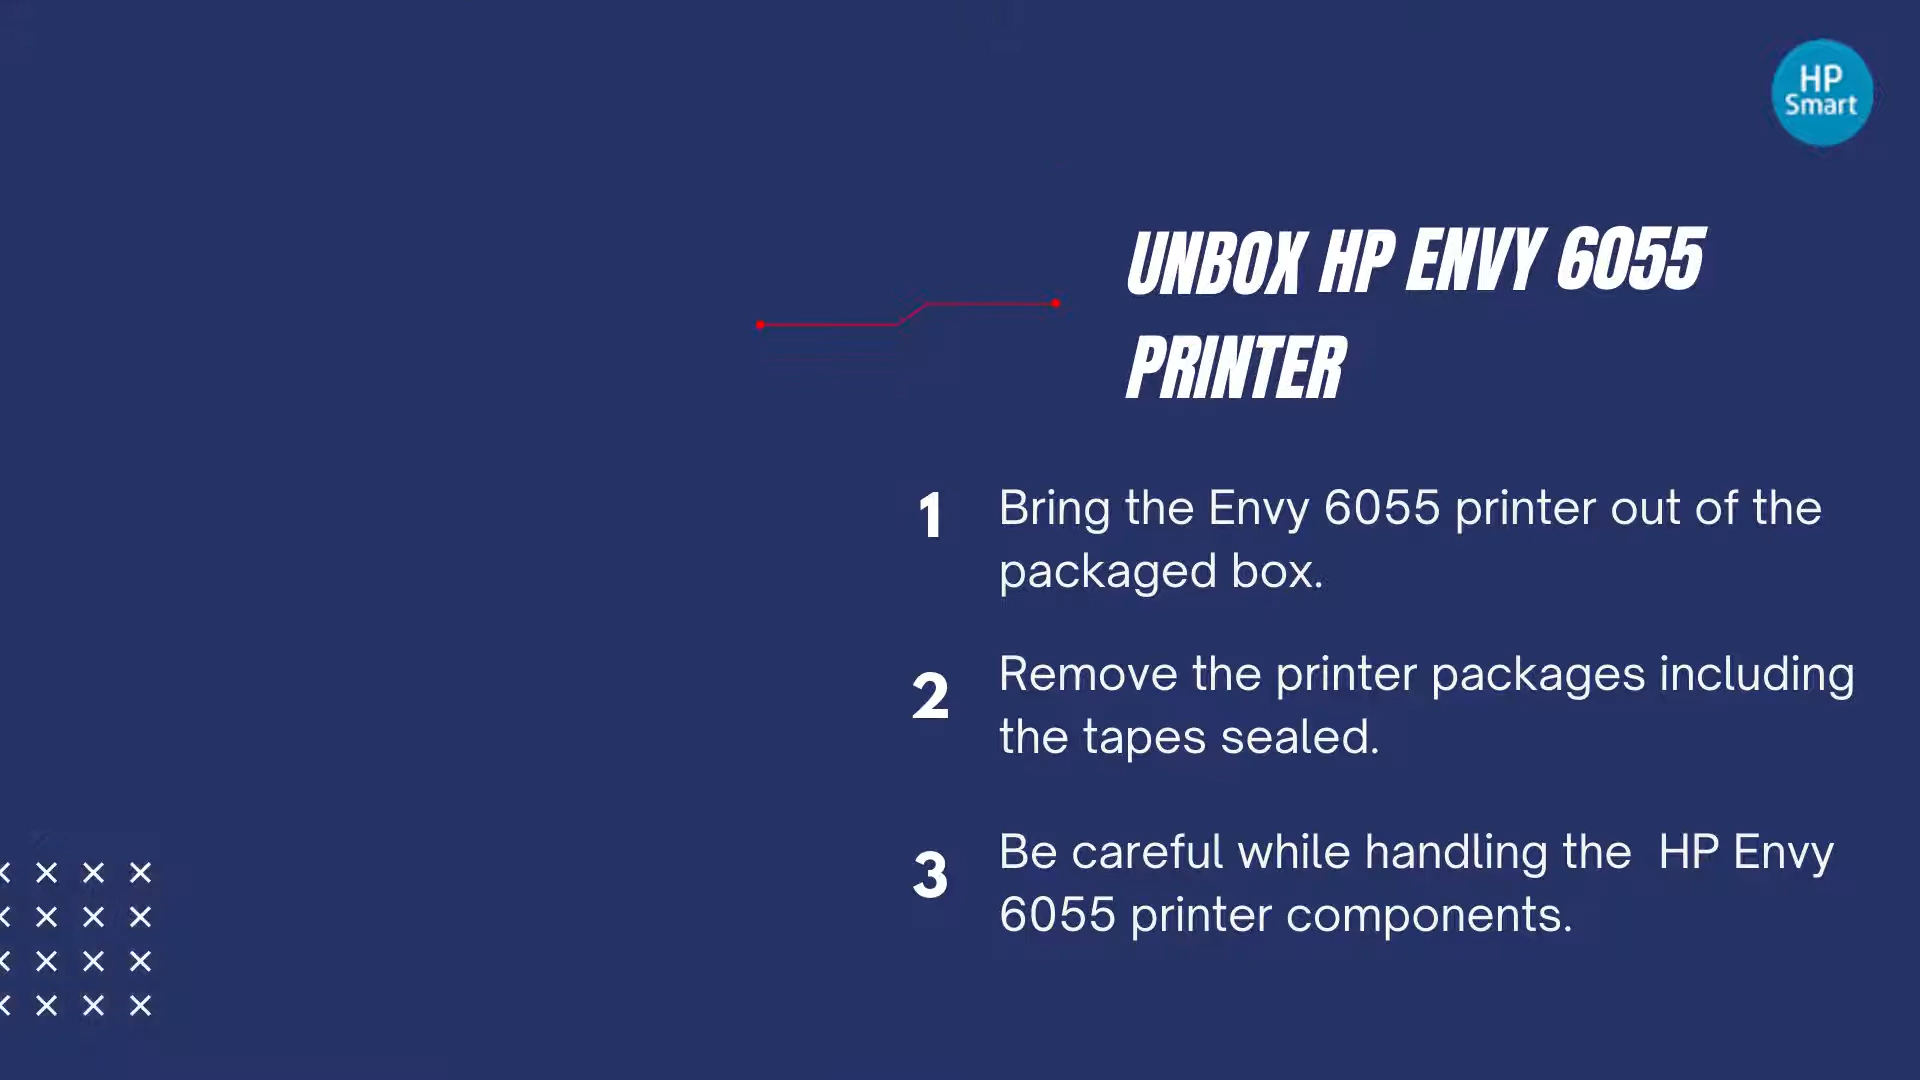 HP
Smart
UNBOX HP ENVY 6055
PRINTER
1 Bring the Envy 6055 printer out of the
packaged box.
2 Remove the printer packages including
the tapes sealed.
3 Be careful while handling the  HP Envy
6055 printer components.